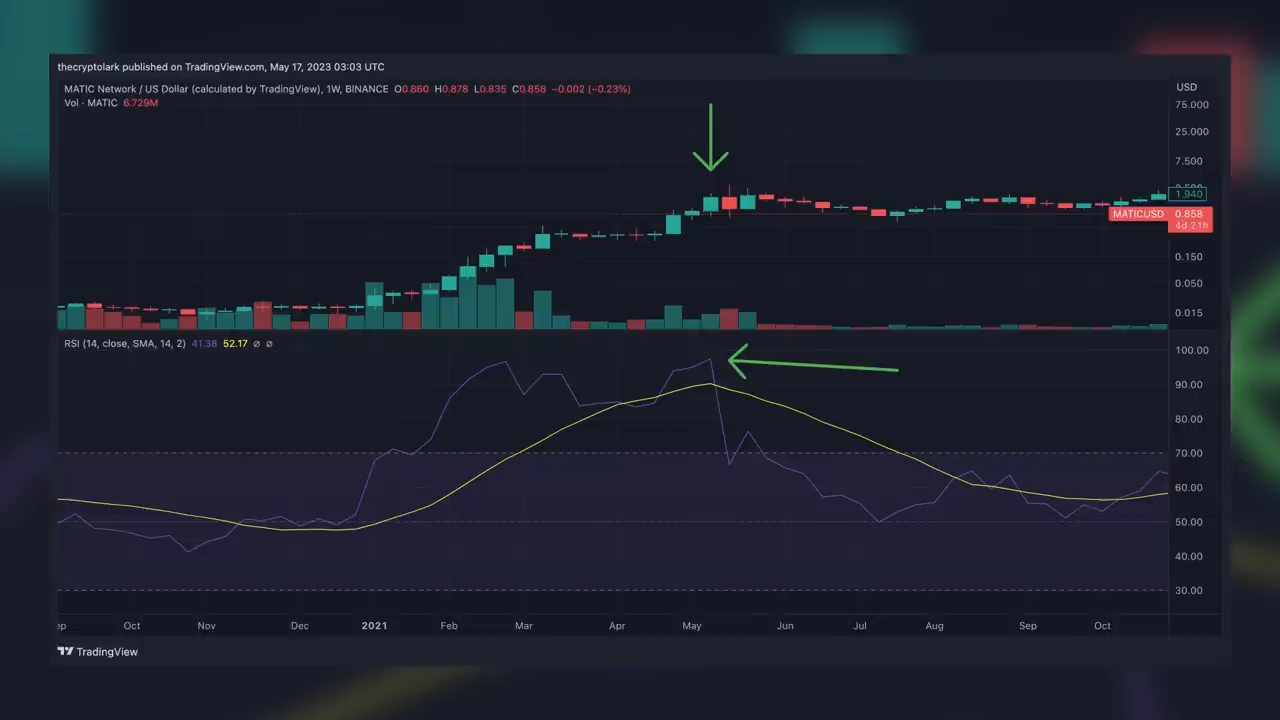 thecryptolark published on TradingView.com, May 17, 2023 03:03 UTC
MATIC Network / US Dollar (calculated by TradingView), 1W, BINANCE O0.860 H0.878 L0.835 C0.858 −0.002 (−0.23%)
Vol · MATIC 6.729M
USD
75.000
25.000
7.500
1.940
MATICUSD 0.858
4d 21h
0.150
0.050
0.015
RSI (14, close, SMA, 14, 2) 41.38 52.17 ∅ ∅
100.00
90.00
80.00
70.00
60.00
50.00
40.00
30.00
ep Oct Nov Dec 2021 Feb Mar Apr May Jun Jul Aug Sep Oct
TradingView